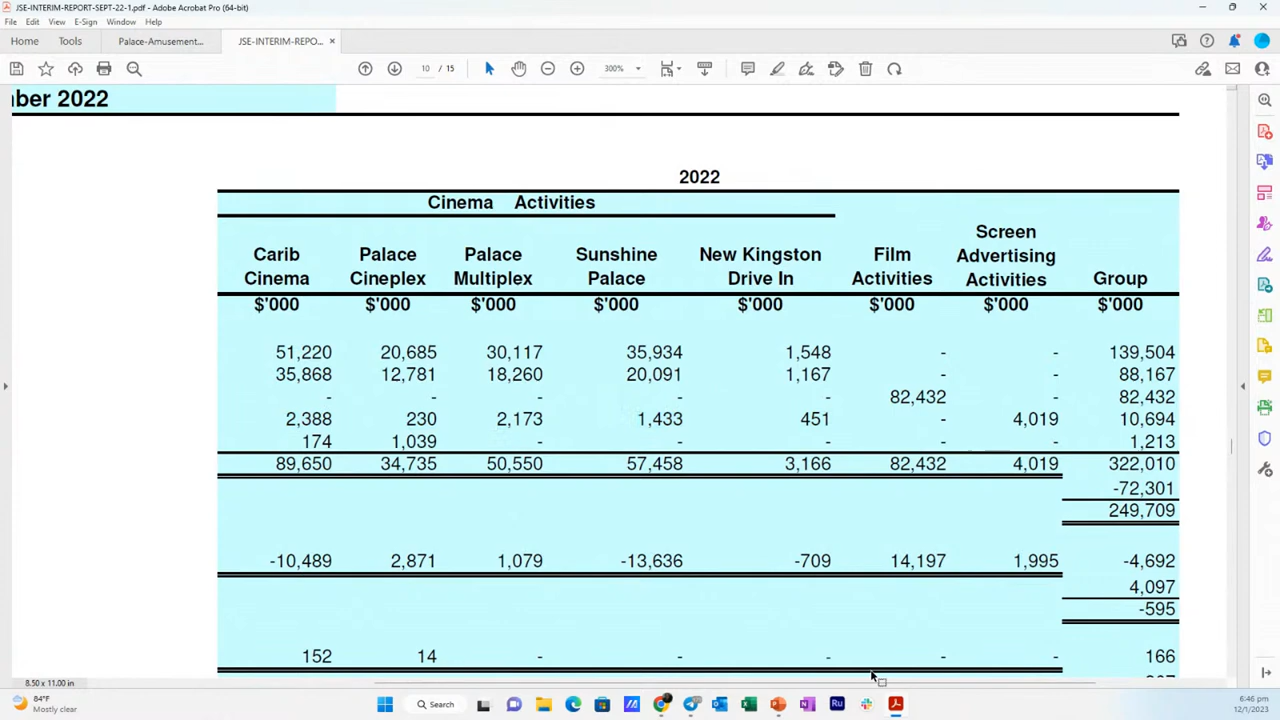 JSE-INTERIM-REPORT-SEPT-22-1.pdf - Adobe Acrobat Pro (64-bit)
File Edit View E-Sign Window Help
Home Tools Palace-Amusement... JSE-INTERIM-REPO... ×
10 / 15 300%
ber 2022
2022
Cinema Activities
Screen
Carib Palace Palace Sunshine New Kingston Film Advertising
Cinema Cineplex Multiplex Palace Drive In Activities Activities Group
$'000 $'000 $'000 $'000 $'000 $'000 $'000 $'000
51,220 20,685 30,117 35,934 1,548 - - 139,504
35,868 12,781 18,260 20,091 1,167 - - 88,167
- - - - - 82,432 - 82,432
2,388 230 2,173 1,433 451 - 4,019 10,694
174 1,039 - - - - - 1,213
89,650 34,735 50,550 57,458 3,166 82,432 4,019 322,010
-72,301
249,709
-10,489 2,871 1,079 -13,636 -709 14,197 1,995 -4,692
4,097
-595
152 14 - - - - - 166
8.50 x 11.00 in
84°F
Mostly clear
Search
Ru
6:46 pm
12/1/2023